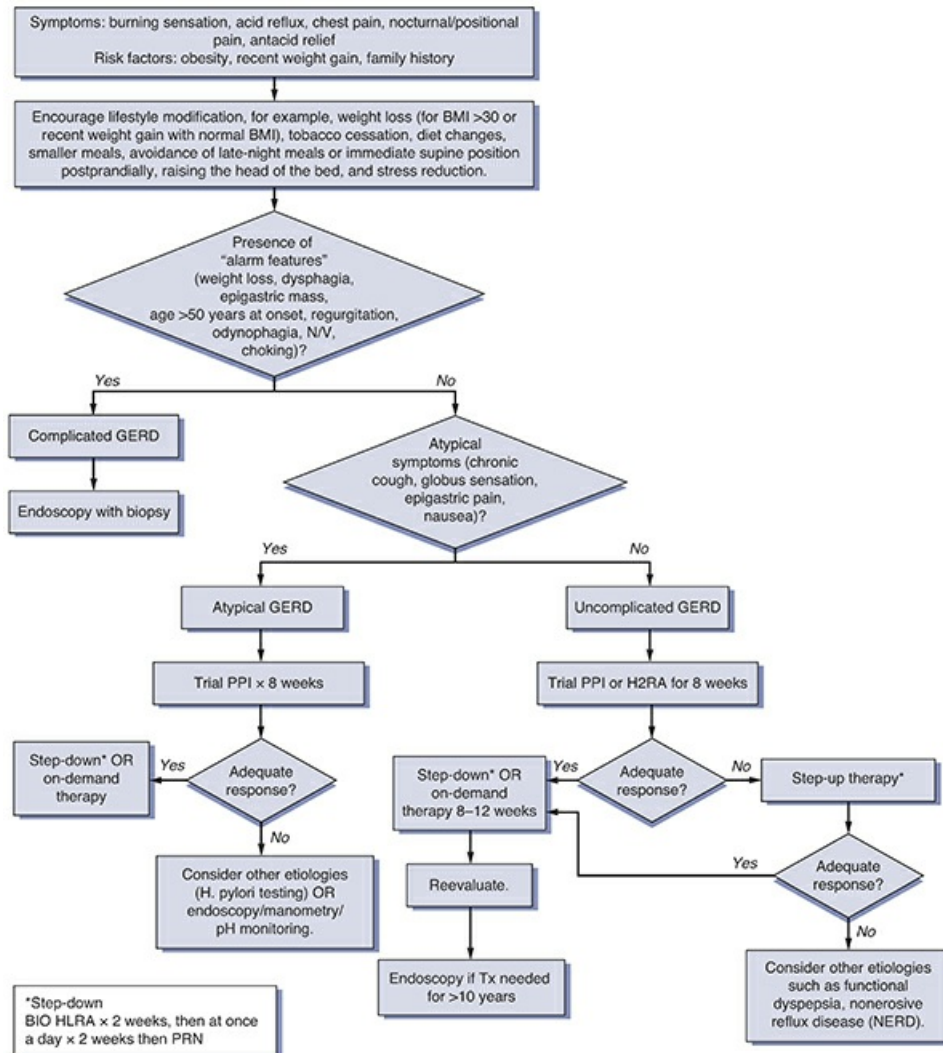 Symptoms: burning sensation, acid reflux, chest pain, nocturnal/positional
pain, antacid relief
Risk factors: obesity, recent weight gain, family history
Encourage lifestyle modification, for example, weight loss (for BMI >30 or
recent weight gain with normal BMI), tobacco cessation, diet changes,
smaller meals, avoidance of late-night meals or immediate supine position
postprandially, raising the head of the bed, and stress reduction.
Presence of
“alarm features”
(weight loss, dysphagia,
epigastric mass,
age >50 years at onset, regurgitation,
odynophagia, N/V,
choking)?
Yes
No
Complicated GERD
Endoscopy with biopsy
Atypical
symptoms (chronic
cough, globus sensation,
epigastric pain,
nausea)?
Yes
No
Atypical GERD
Uncomplicated GERD
Trial PPI × 8 weeks
Trial PPI or H2RA for 8 weeks
Step-down* OR
on-demand
therapy
Yes
Adequate
response?
No
Consider other etiologies
(H. pylori testing) OR
endoscopy/manometry/
pH monitoring.
Step-down* OR
on-demand
therapy 8–12 weeks
Yes
Adequate
response?
No
Step-up therapy*
Yes
Adequate
response?
No
Reevaluate.
Endoscopy if Tx needed
for >10 years
Consider other etiologies
such as functional
dyspepsia, nonerosive
reflux disease (NERD).
*Step-down
BIO HLRA × 2 weeks, then at once
a day × 2 weeks then PRN